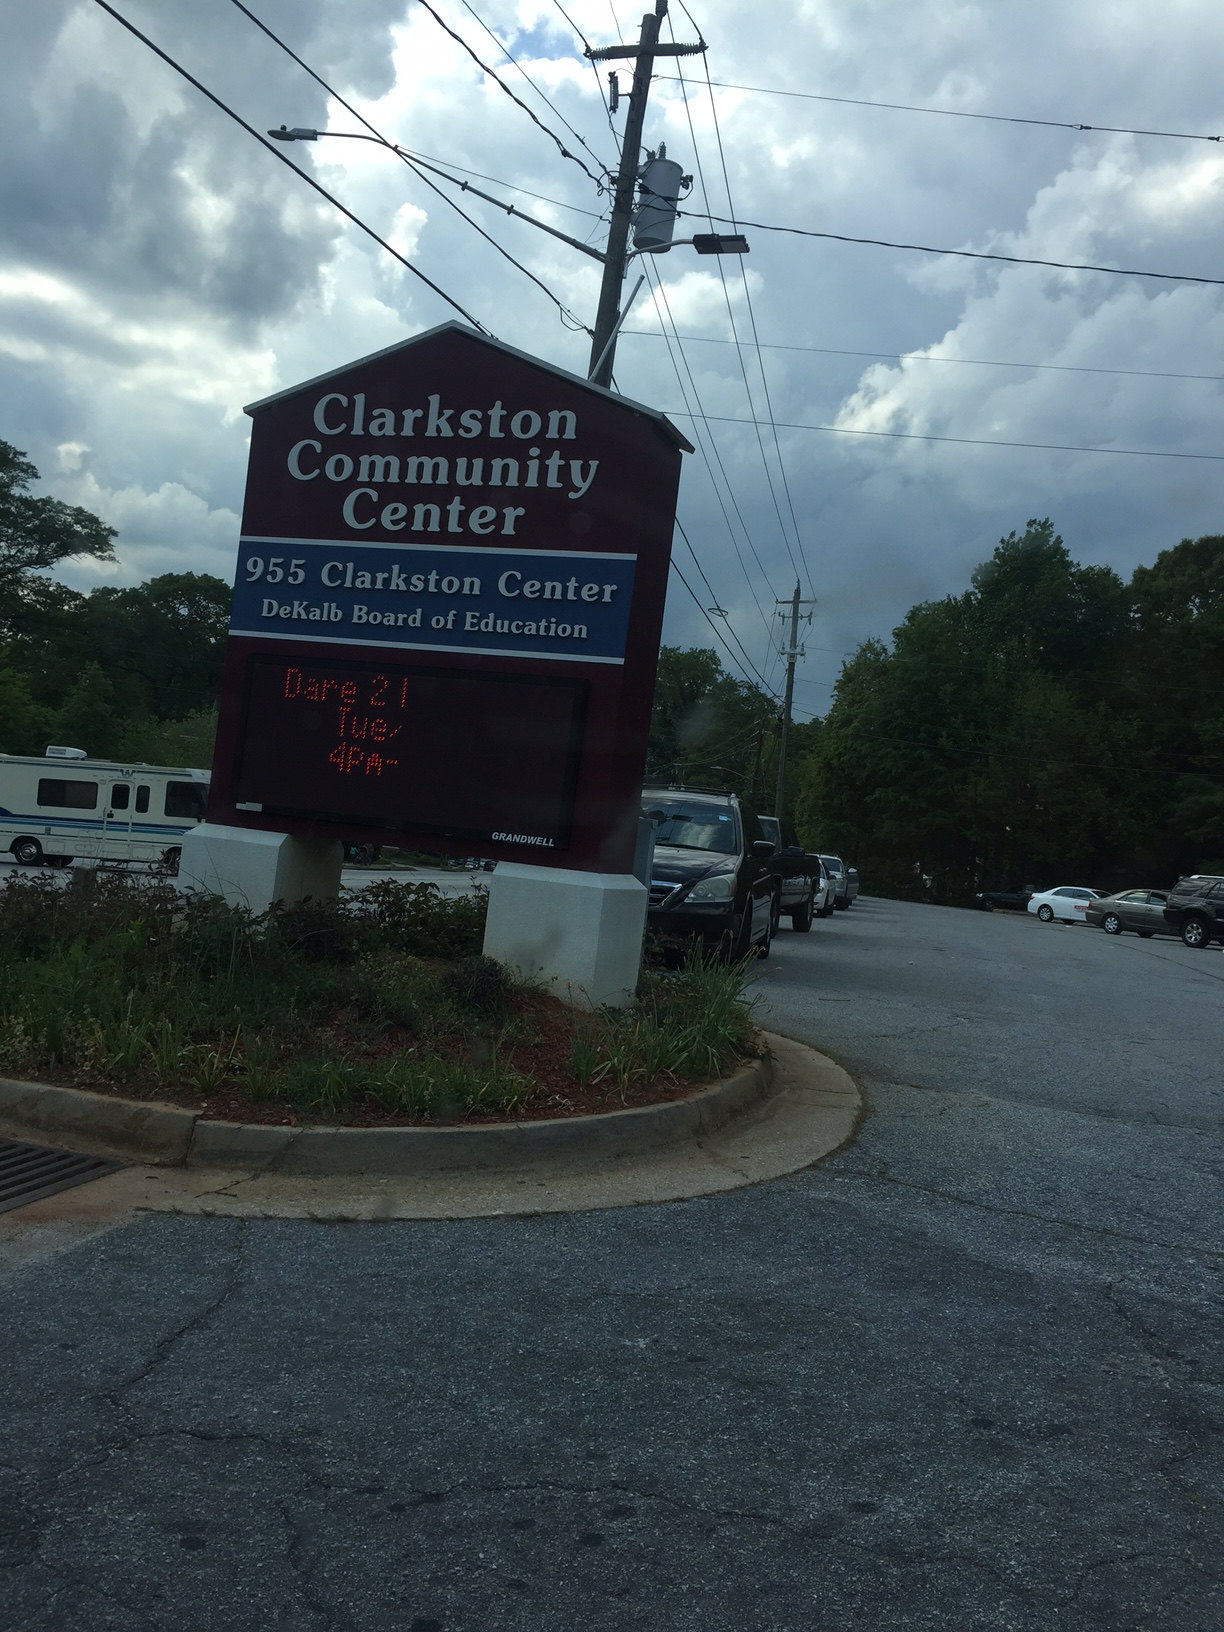 Clarkston
Community
Center
955 Clarkston Center
DeKalb Board of Education
Dare 21
Tue/
4Pm-
GRANDWELL